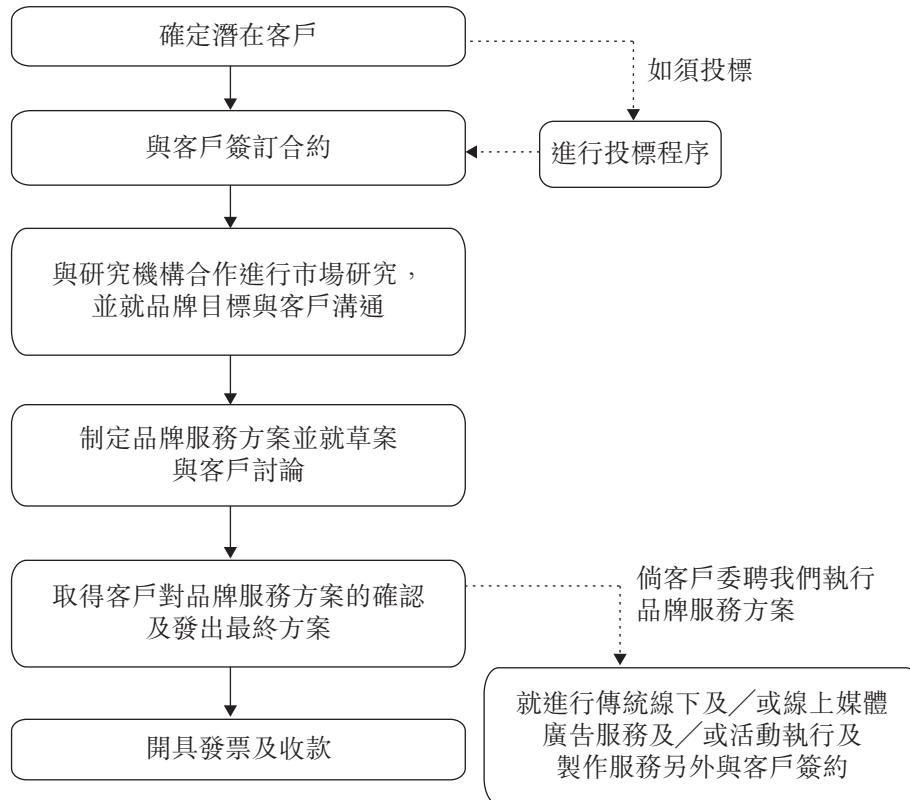 確定潛在客戶
如須投標
與客戶簽訂合約
進行投標程序
與研究機構合作進行市場研究，
並就品牌目標與客戶溝通
制定品牌服務方案並就草案
與客戶討論
取得客戶對品牌服務方案的確認
及發出最終方案
倘客戶委聘我們執行
品牌服務方案
開具發票及收款
就進行傳統線下及／或線上媒體
廣告服務及／或活動執行及
製作服務另外與客戶簽約